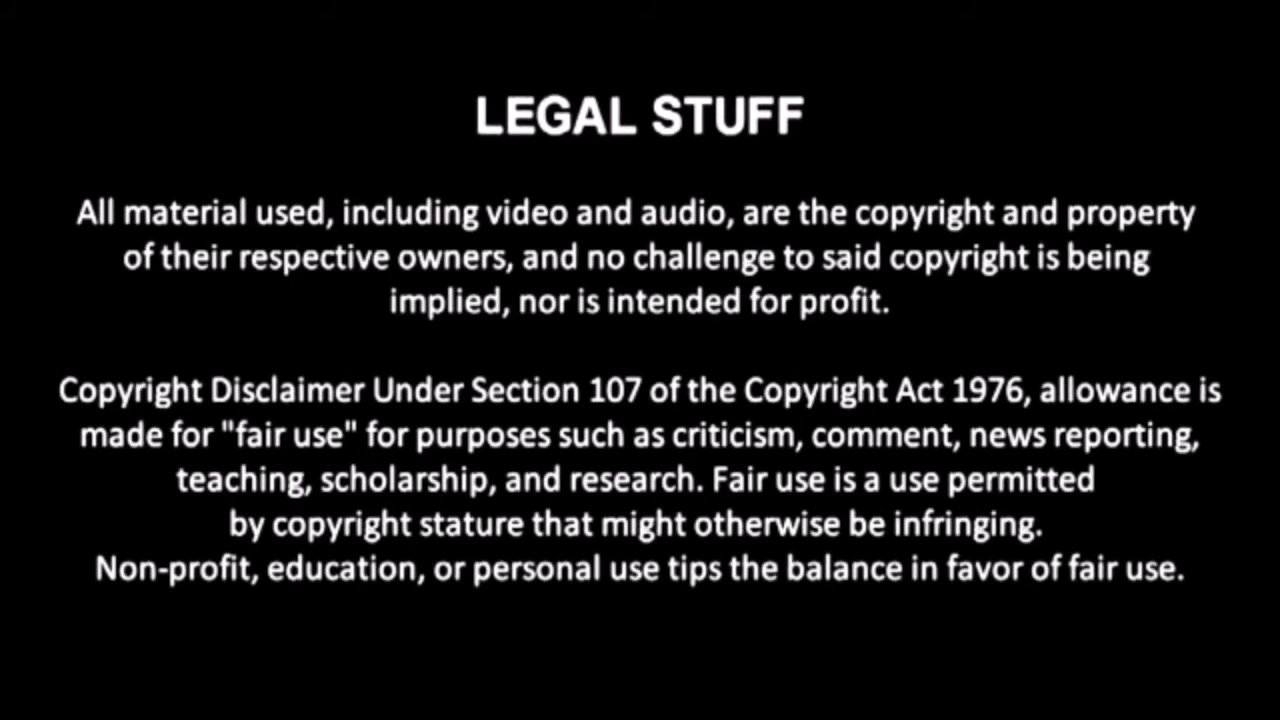 LEGAL STUFF
All material used, including video and audio, are the copyright and property
of their respective owners, and no challenge to said copyright is being
implied, nor is intended for profit.
Copyright Disclaimer Under Section 107 of the Copyright Act 1976, allowance is
made for "fair use" for purposes such as criticism, comment, news reporting,
teaching, scholarship, and research. Fair use is a use permitted
by copyright stature that might otherwise be infringing.
Non-profit, education, or personal use tips the balance in favor of fair use.